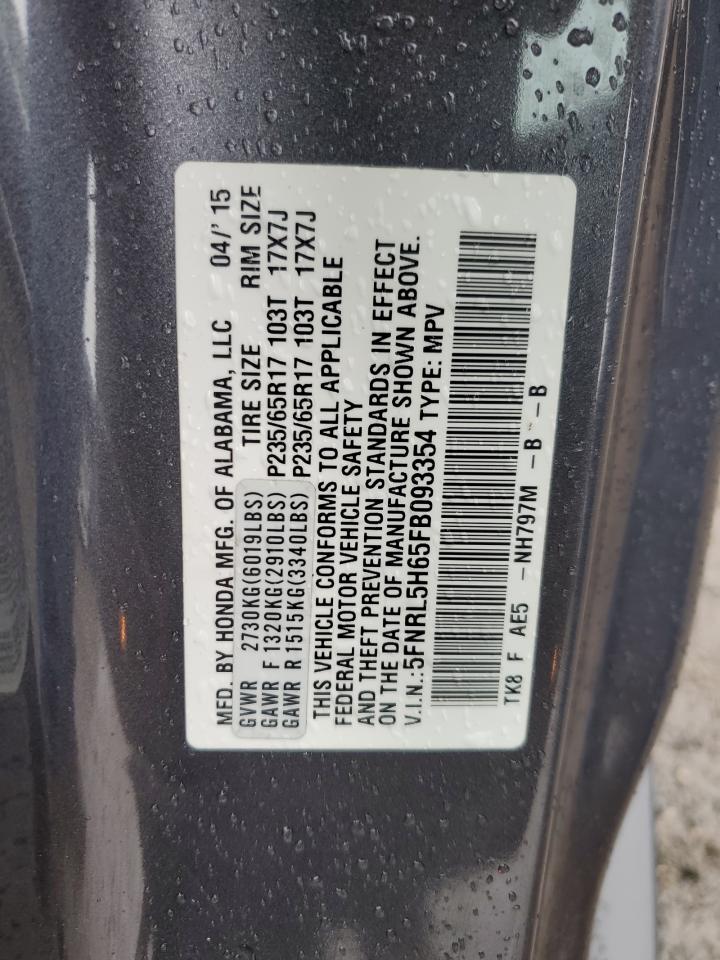 MFD. BY HONDA MFG. OF ALABAMA, LLC 04/' 15
GVWR 2730KG(6019LBS) TIRE SIZE RIM SIZE
GAWR F 1320KG(2910LBS) P235/65R17 103T 17X7J
GAWR R 1515KG(3340LBS) P235/65R17 103T 17X7J
THIS VEHICLE CONFORMS TO ALL APPLICABLE
FEDERAL MOTOR VEHICLE SAFETY
AND THEFT PREVENTION STANDARDS IN EFFECT
ON THE DATE OF MANUFACTURE SHOWN ABOVE.
V.I.N.:5FNRL5H65FB093354 TYPE: MPV
TK8 F AE5 -NH797M -B -B